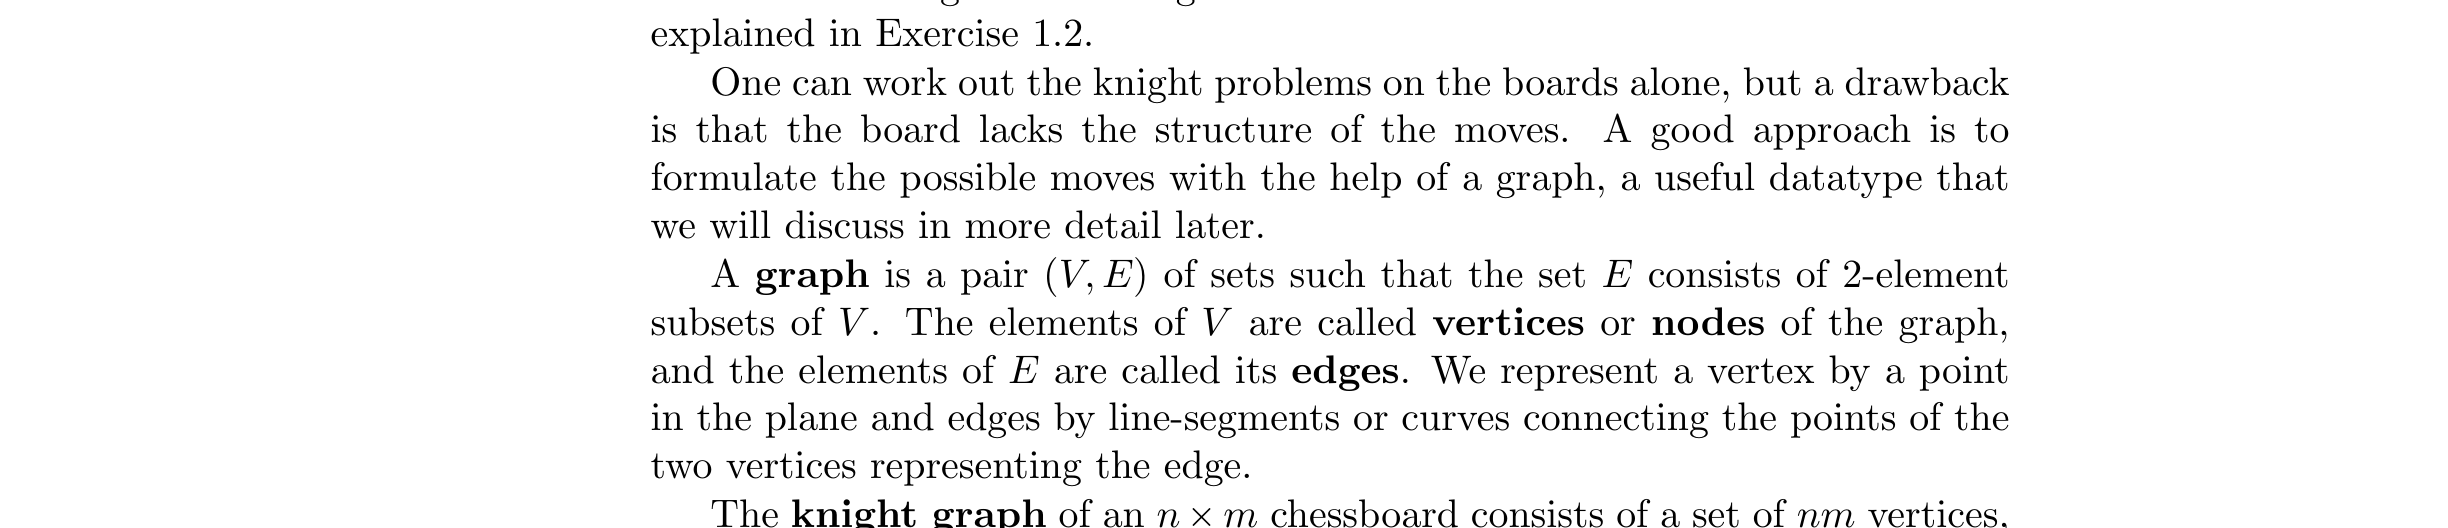 explained in Exercise 1.2.
One can work out the knight problems on the boards alone, but a drawback
is that the board lacks the structure of the moves. A good approach is to
formulate the possible moves with the help of a graph, a useful datatype that
we will discuss in more detail later.
A graph is a pair (V, E) of sets such that the set E consists of 2-element
subsets of V. The elements of V are called vertices or nodes of the graph,
and the elements of E are called its edges. We represent a vertex by a point
in the plane and edges by line-segments or curves connecting the points of the
two vertices representing the edge.
The knight graph of an n × m chessboard consists of a set of nm vertices,